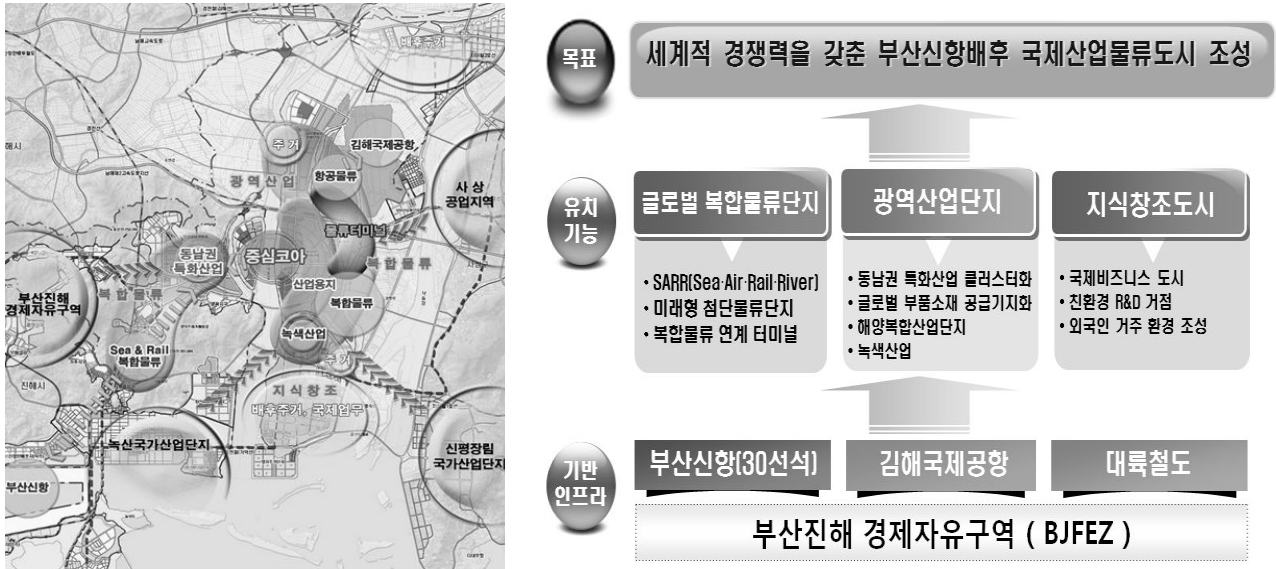 배후주거
주거
김해국제공항
항공물류
광역산업
사상
공업지역
물류터미널
동남권
특화산업
중심코아
복합물류
산업용지
복합물류
부산진해
경제자유구역
복합물류
녹색산업
Sea & Rail
복합물류
주거
진해시
지식창조
배후주거, 국제업무
녹산국가산업단지
신평장림
국가산업단지
부산신항
목표
세계적 경쟁력을 갖춘 부산신항배후 국제산업물류도시 조성
유치
기능
글로벌 복합물류단지
• SARR(Sea·Air·Rail·River)
• 미래형 첨단물류단지
• 복합물류 연계 터미널
광역산업단지
• 동남권 특화산업 클러스터화
• 글로벌 부품소재 공급기지화
• 해양복합산업단지
• 녹색산업
지식창조도시
• 국제비즈니스 도시
• 친환경 R&D 거점
• 외국인 거주 환경 조성
기반
인프라
부산신항(30선석)
김해국제공항
대륙철도
부산진해 경제자유구역 ( BJFEZ )